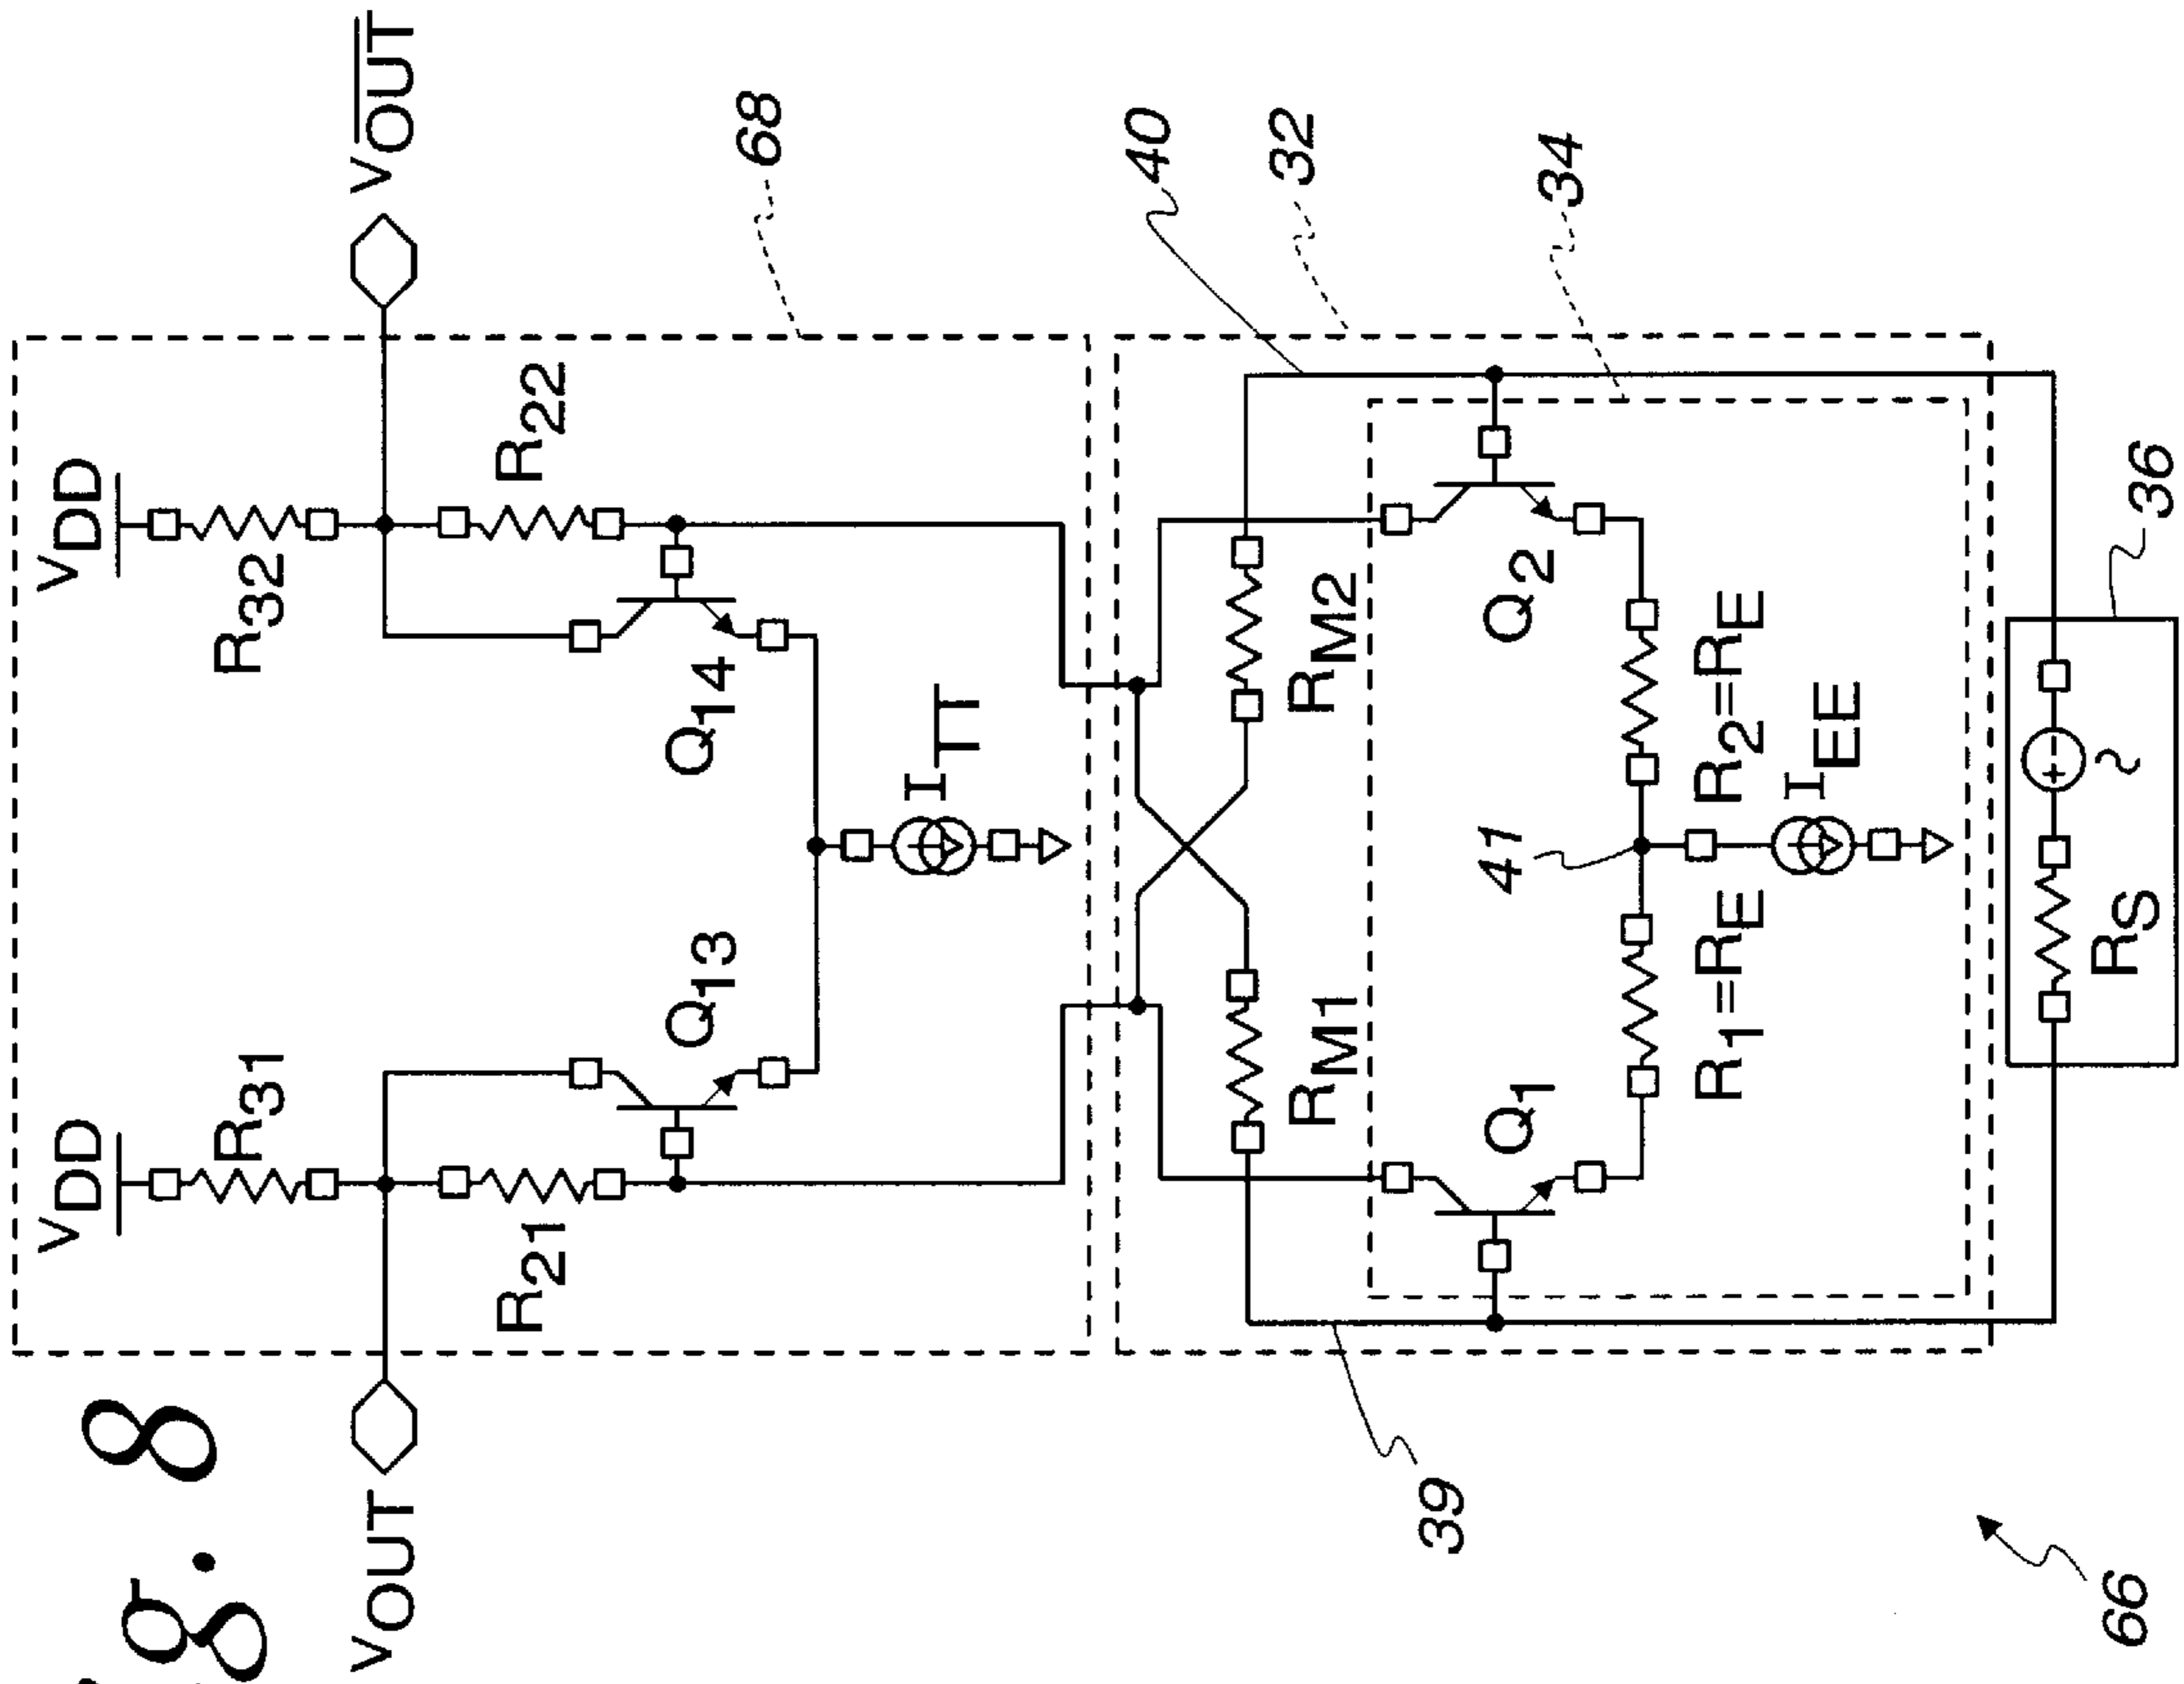 g. 8
VDD
VDD
R31
R32
VOUT
VOUT
R21
R22
Q13
Q14
ITT
68
40
32
34
RM1
RM2
Q1
Q2
41
R1=RE
R2=RE
IEE
39
36
RS
66